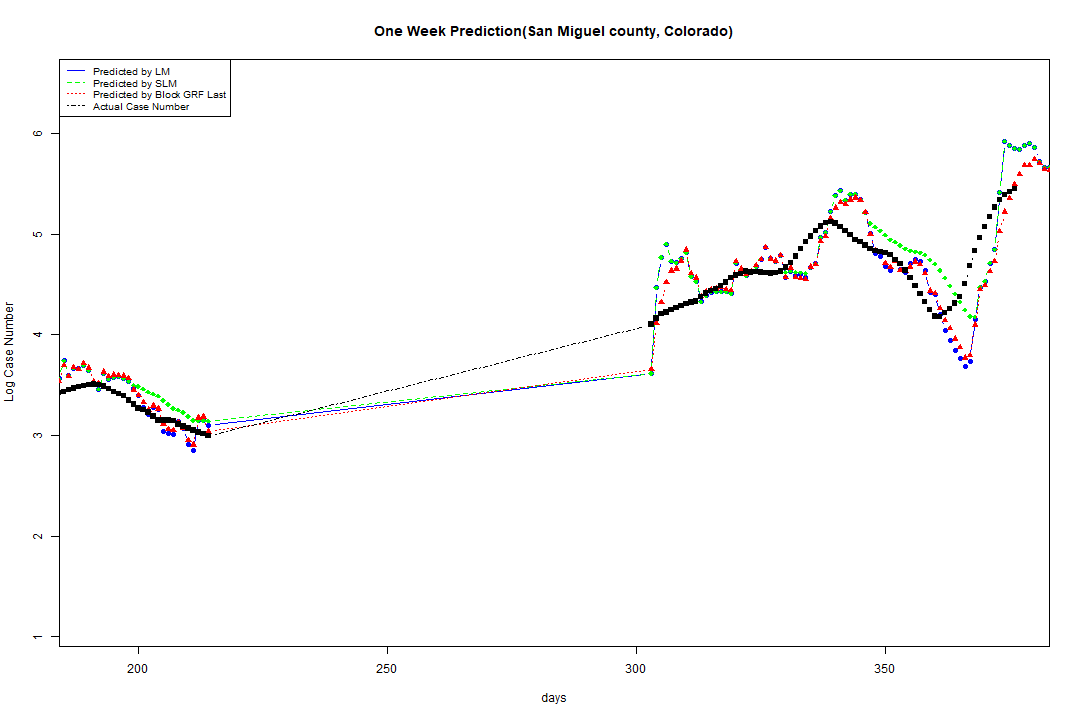 One Week Prediction(San Miguel county, Colorado)
Predicted by LM
Predicted by SLM
Predicted by Block GRF Last
Actual Case Number
6
5
4
3
2
1
Log Case Number
200 250 300 350
days